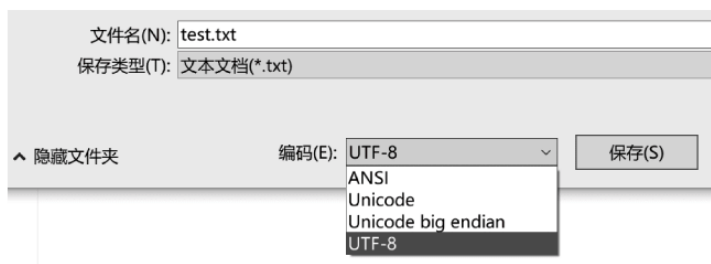 文件名(N): test.txt
保存类型(T): 文本文档(*.txt)
隐藏文件夹 编码(E): UTF-8 保存(S)
ANSI
Unicode
Unicode big endian
UTF-8